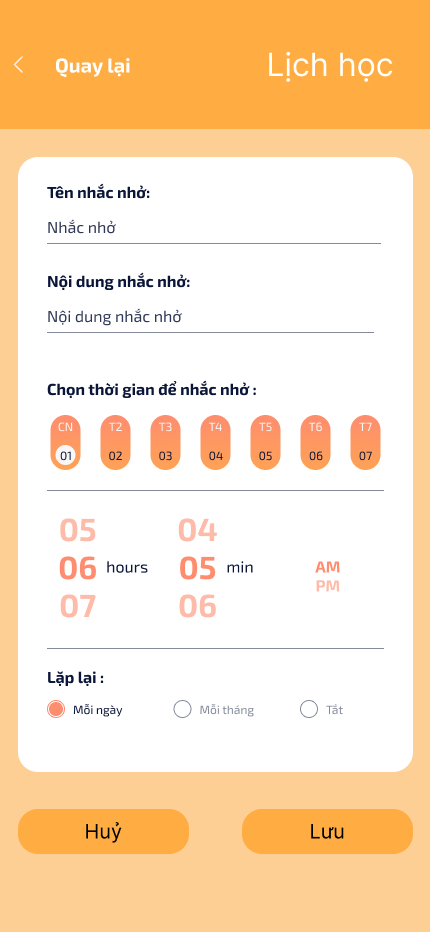 Quay lại
Lịch học
Tên nhắc nhở:
Nhắc nhở
Nội dung nhắc nhở:
Nội dung nhắc nhở
Chọn thời gian để nhắc nhở :
CN T2 T3 T4 T5 T6 T7
01 02 03 04 05 06 07
05 04
06 hours 05 min AM
07 06 PM
Lặp lại :
Mỗi ngày Mỗi tháng Tắt
Huỷ Lưu